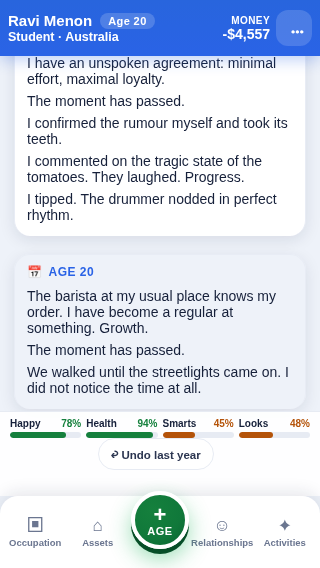 Ravi Menon Age 20
Student · Australia
MONEY
-$4,557
I have an unspoken agreement: minimal
effort, maximal loyalty.
The moment has passed.
I confirmed the rumour myself and took its
teeth.
I commented on the tragic state of the
tomatoes. They laughed. Progress.
I tipped. The drummer nodded in perfect
rhythm.
AGE 20
The barista at my usual place knows my
order. I have become a regular at
something. Growth.
The moment has passed.
We walked until the streetlights came on. I
did not notice the time at all.
Happy 78% Health 94% Smarts 45% Looks 48%
Undo last year
+
AGE
Occupation Assets Relationships Activities